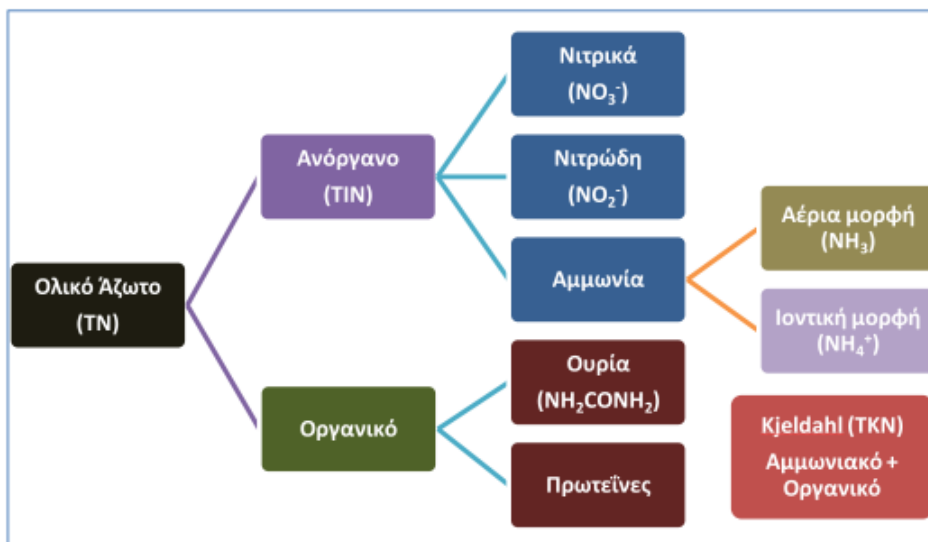 Νιτρικά
(NO₃⁻)
Ανόργανο
(TIN)
Νιτρώδη
(NO₂⁻)
Αμμωνία
Αέρια μορφή
(NH₃)
Ιοντική μορφή
(NH₄⁺)
Ολικό Άζωτο
(TN)
Οργανικό
Ουρία
(NH₂CONH₂)
Πρωτεΐνες
Kjeldahl (TKN)
Αμμωνιακό +
Οργανικό